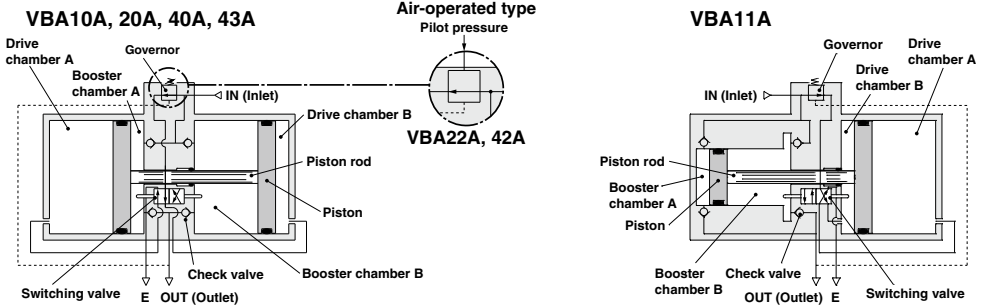 VBA10A, 20A, 40A, 43A
Drive
chamber A
Booster
chamber A
Governor
IN (Inlet)
Drive chamber B
Piston rod
Piston
Booster chamber B
Check valve
Switching valve
E
OUT (Outlet)
Air-operated type
Pilot pressure
VBA22A, 42A
VBA11A
Governor
Drive
chamber A
Drive
chamber B
IN (Inlet)
Piston rod
Booster
chamber A
Piston
Booster
chamber B
Check valve
OUT (Outlet)
E
Switching valve